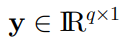 y ∈ ℝ^{q×1}